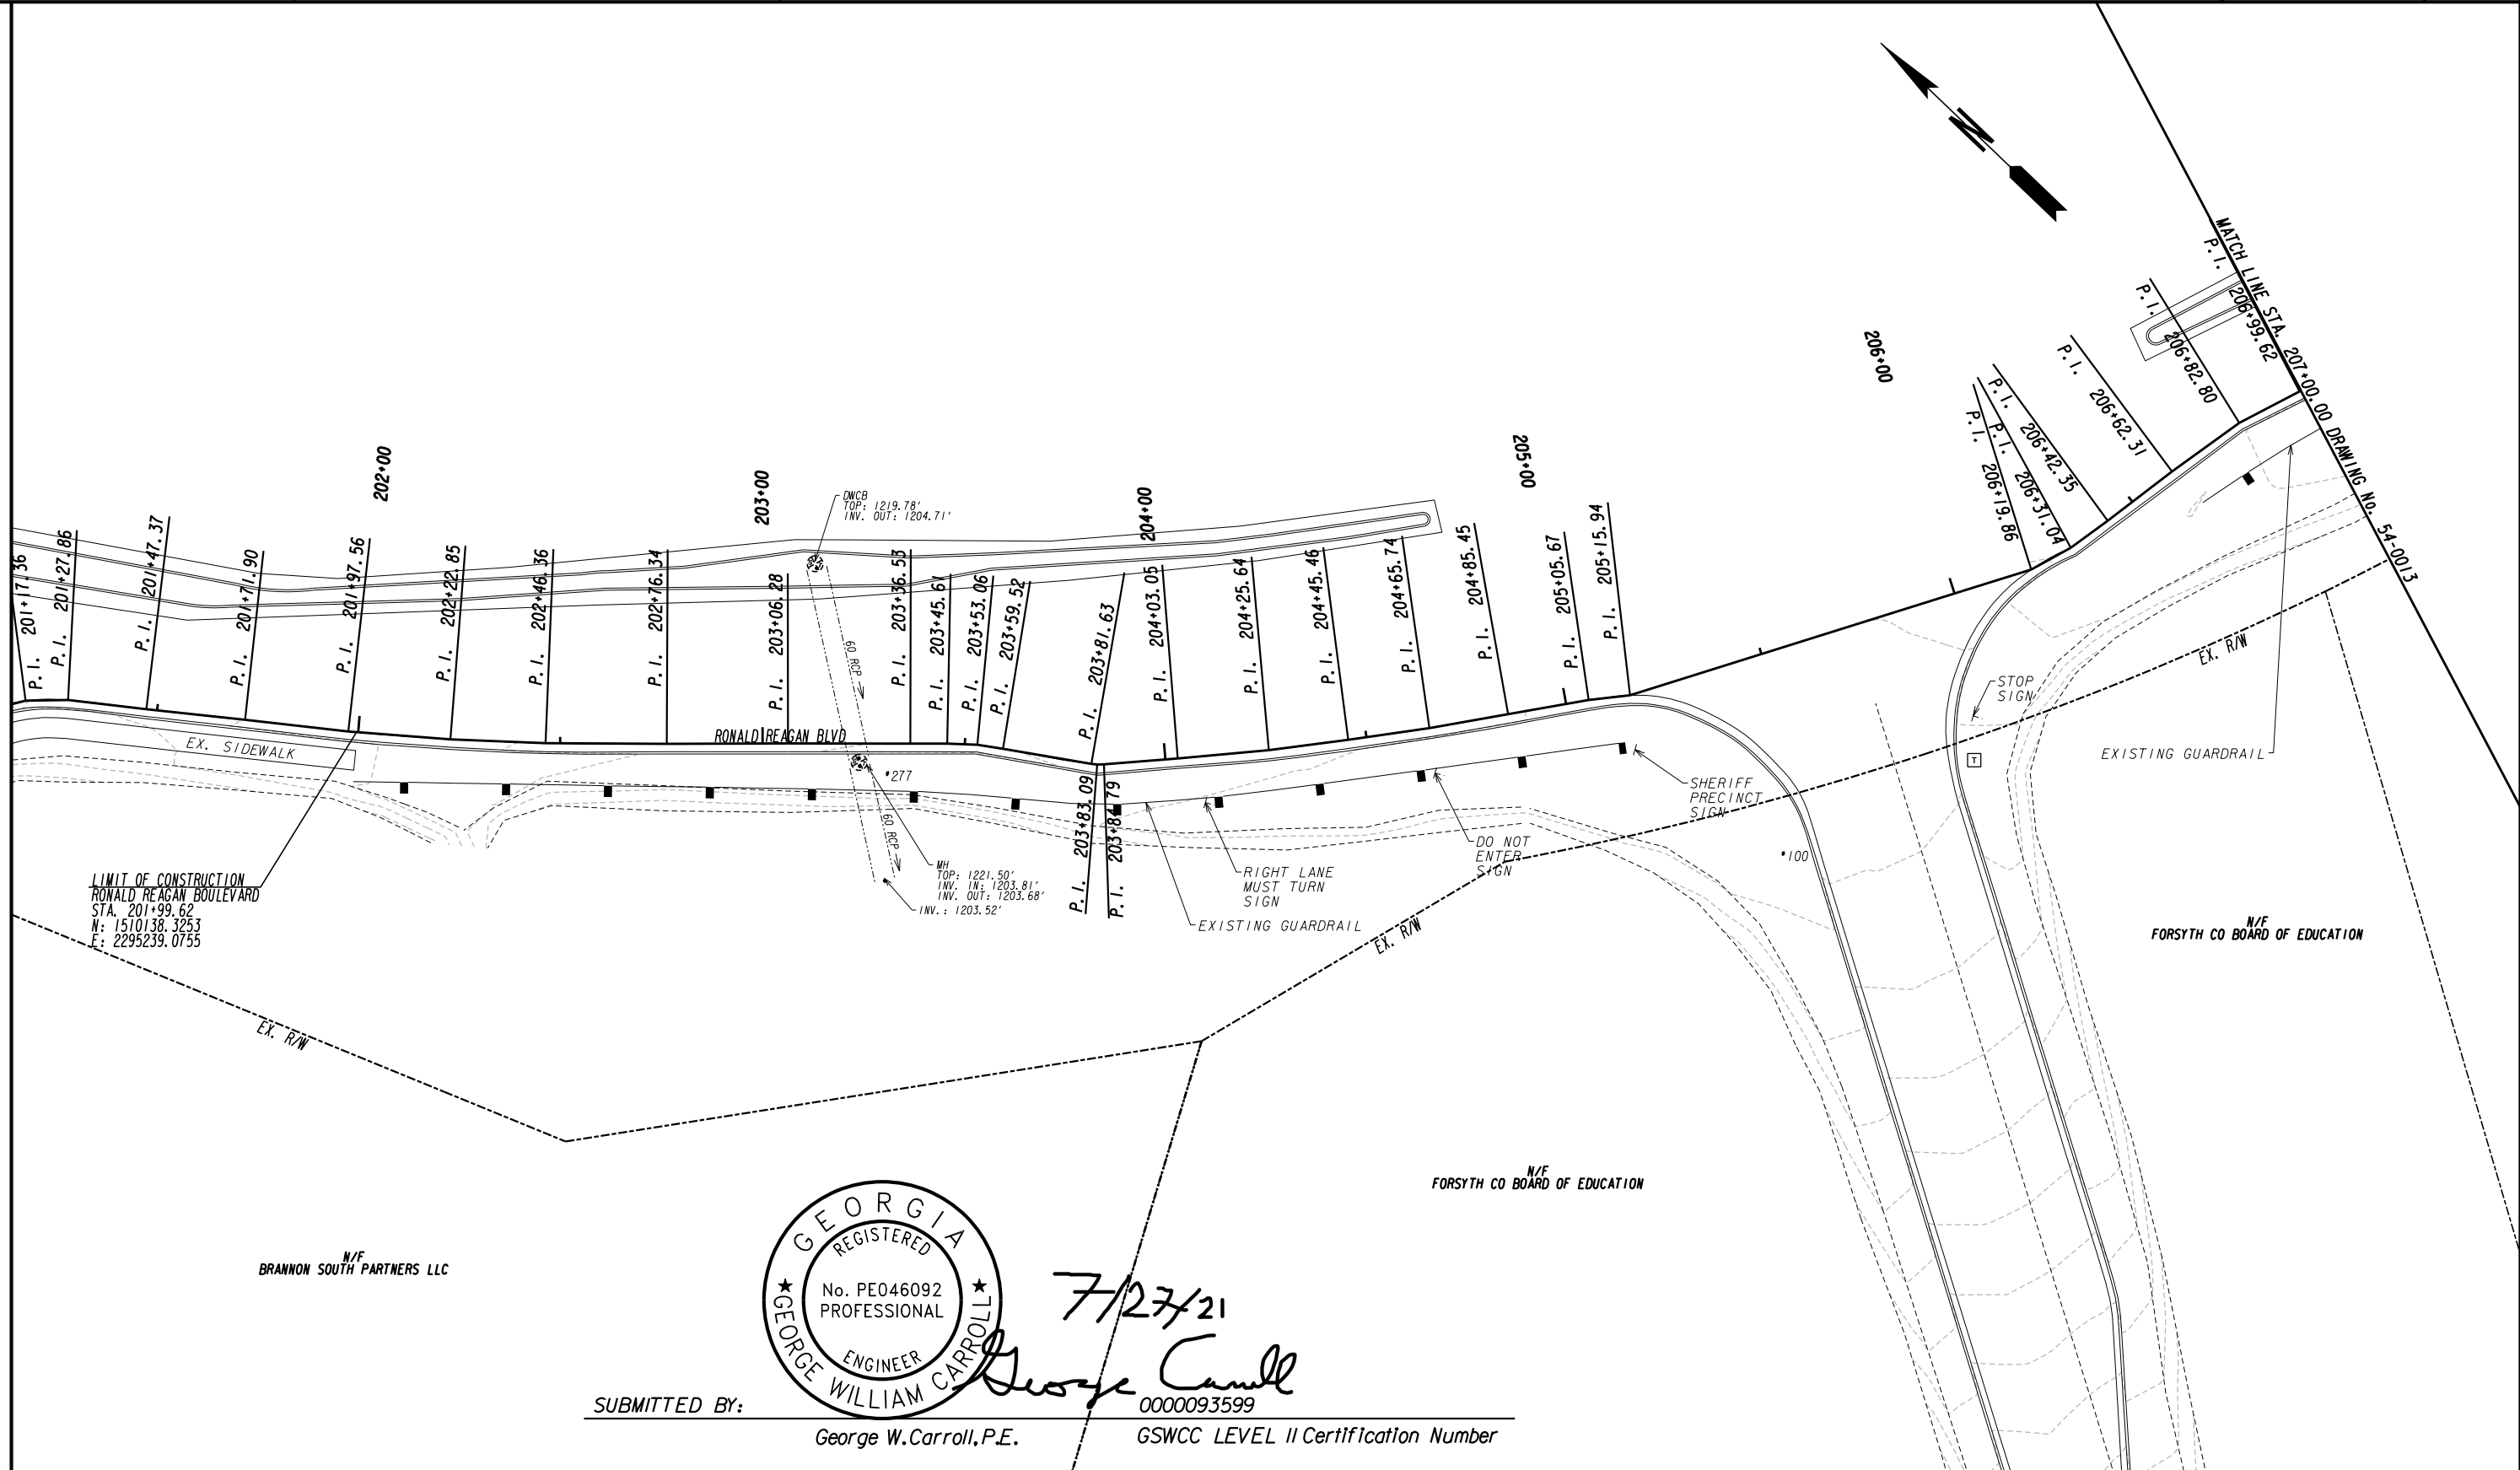 P.I. 201+17.36
P.I. 201+27.86
P.I. 201+47.37
P.I. 201+71.90
P.I. 201+97.56
202+00
P.I. 202+22.85
P.I. 202+46.36
P.I. 202+76.34
203+00
P.I. 203+06.28
P.I. 203+36.53
P.I. 203+45.61
P.I. 203+53.06
P.I. 203+59.52
P.I. 203+81.63
P.I. 203+83.09
P.I. 203+84.79
204+00
P.I. 204+03.05
P.I. 204+25.64
P.I. 204+45.46
P.I. 204+65.74
P.I. 204+85.45
205+00
P.I. 205+05.67
P.I. 205+15.94
206+00
P.I. 206+19.86
P.I. 206+31.04
P.I. 206+42.35
P.I. 206+62.31
P.I. 206+82.80
P.I. 206+99.62
MATCH LINE STA. 207+00.00 DRAWING No. 54-0013
N
DWCB
TOP: 1219.78'
INV. OUT: 1204.71'
60 RCP
RONALD REAGAN BLVD
EX. SIDEWALK
277
60 RCP
MH
TOP: 1221.50'
INV. IN: 1203.81'
INV. OUT: 1203.68'
INV.: 1203.52'
LIMIT OF CONSTRUCTION
RONALD REAGAN BOULEVARD
STA. 201+99.62
N: 1510138.3253
E: 2295239.0755
EXISTING GUARDRAIL
RIGHT LANE
MUST TURN
SIGN
DO NOT
ENTER
SIGN
SHERIFF
PRECINCT
SIGN
100
STOP
SIGN
T
EXISTING GUARDRAIL
EX. R/W
EX. R/W
EX. R/W
N/F
FORSYTH CO BOARD OF EDUCATION
N/F
FORSYTH CO BOARD OF EDUCATION
N/F
BRANNON SOUTH PARTNERS LLC
GEORGIA
REGISTERED
No. PE046092
PROFESSIONAL
ENGINEER
GEORGE WILLIAM CARROLL
7/27/21
George Carroll
SUBMITTED BY:
0000093599
George W. Carroll, P.E.
GSWCC LEVEL II Certification Number